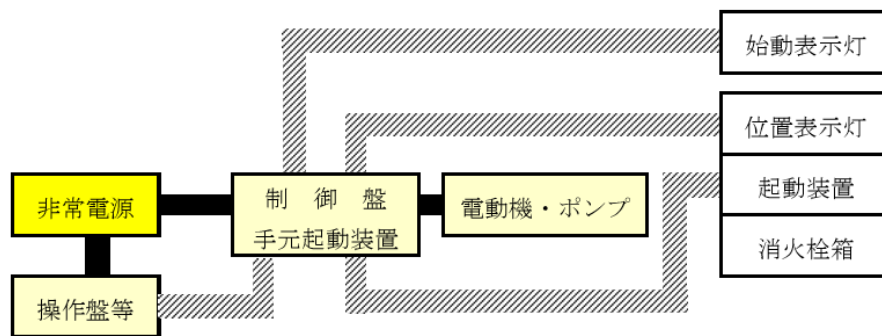 始動表示灯
位置表示灯
非常電源
制 御 盤
手元起動装置
電動機・ポンプ
起動装置
消火栓箱
操作盤等